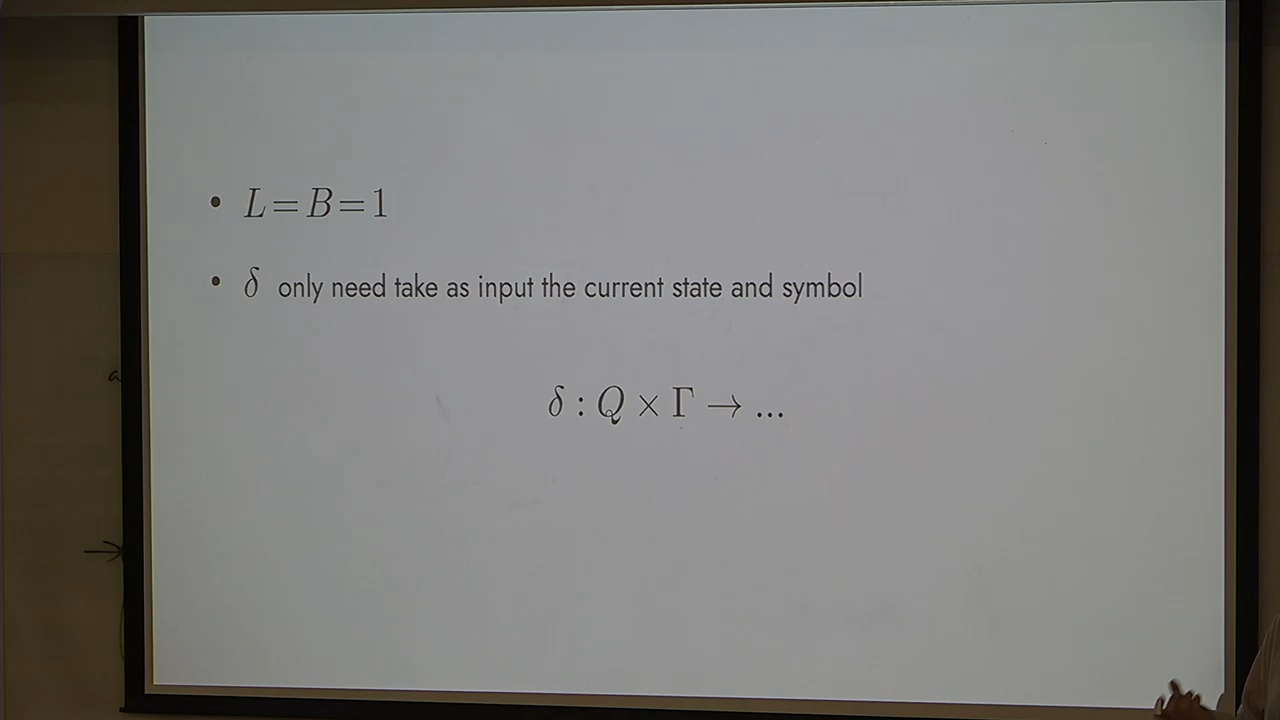 • L=B=1
• δ only need take as input the current state and symbol
δ : Q × Γ → ...
a
→